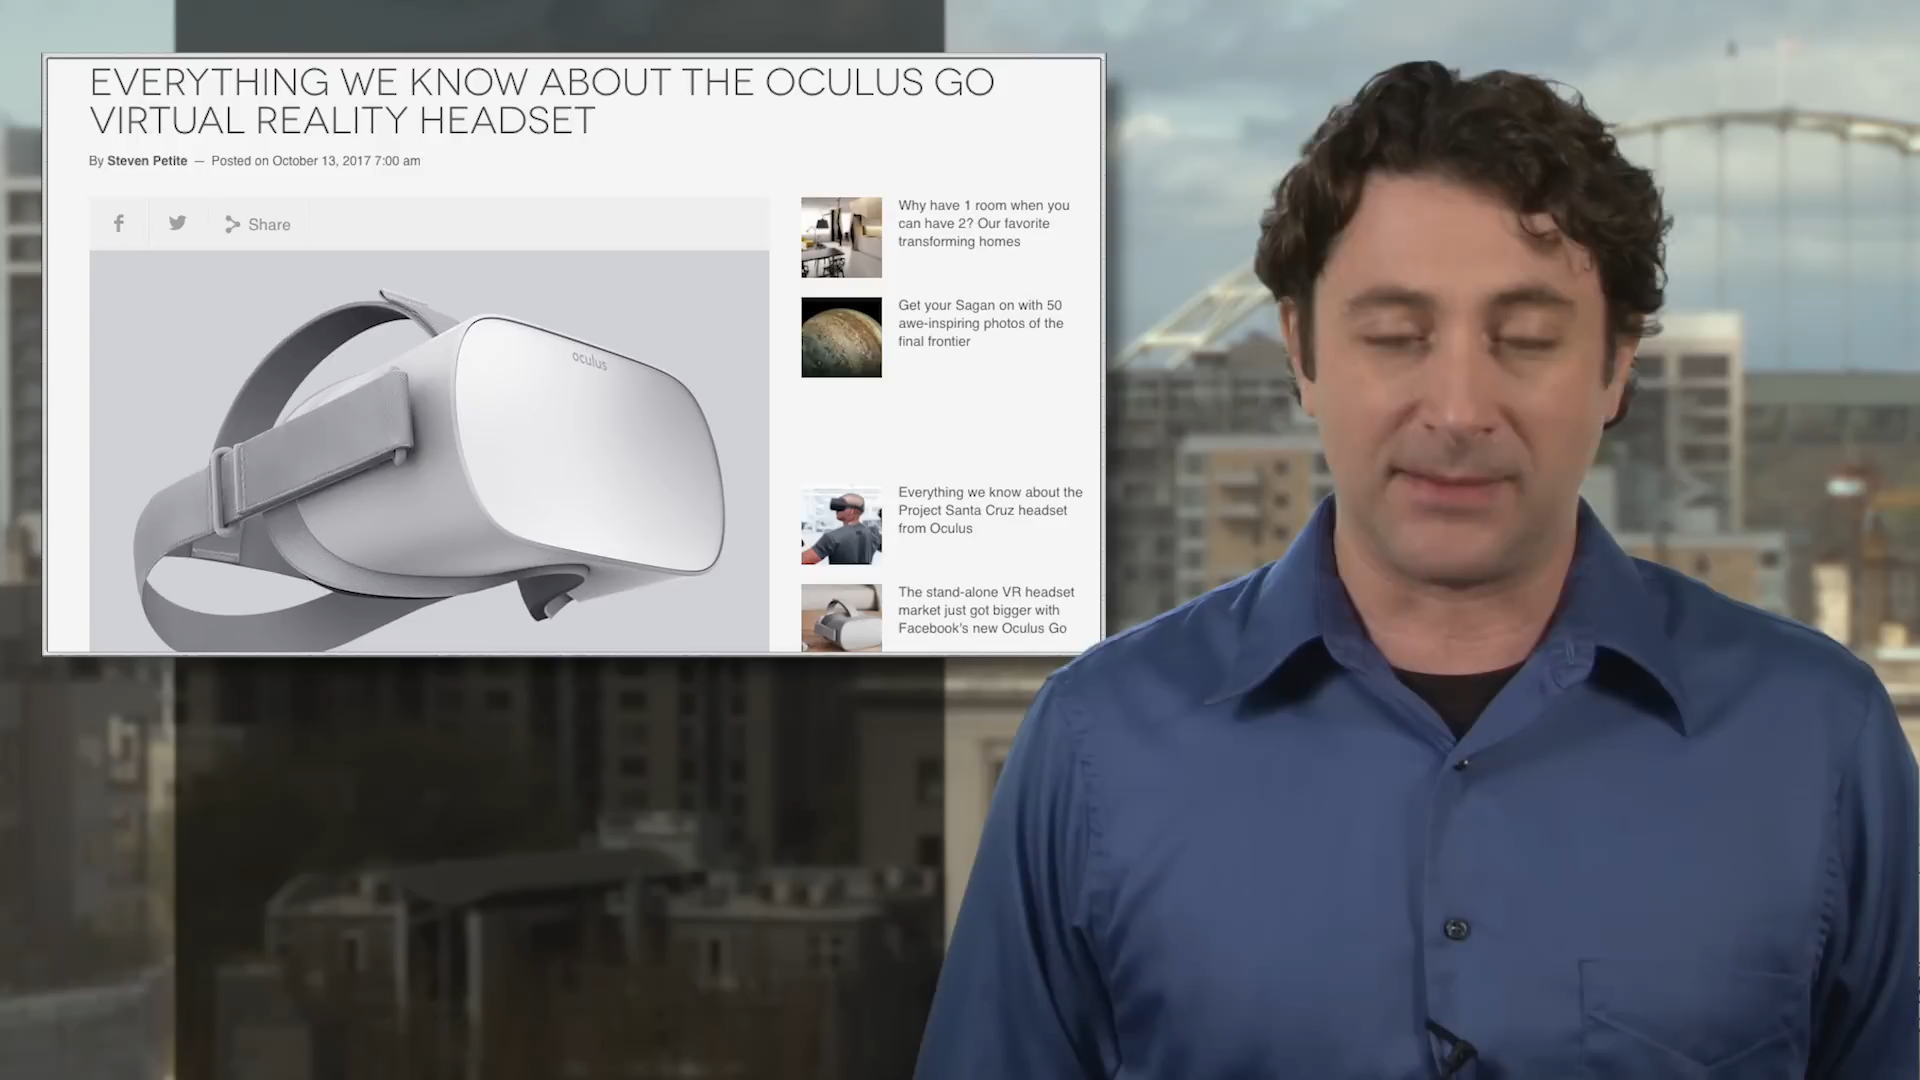 EVERYTHING WE KNOW ABOUT THE OCULUS GO
VIRTUAL REALITY HEADSET
By Steven Petite — Posted on October 13, 2017 7:00 am
Share
oculus
Why have 1 room when you
can have 2? Our favorite
transforming homes
Get your Sagan on with 50
awe-inspiring photos of the
final frontier
Everything we know about the
Project Santa Cruz headset
from Oculus
The stand-alone VR headset
market just got bigger with
Facebook's new Oculus Go